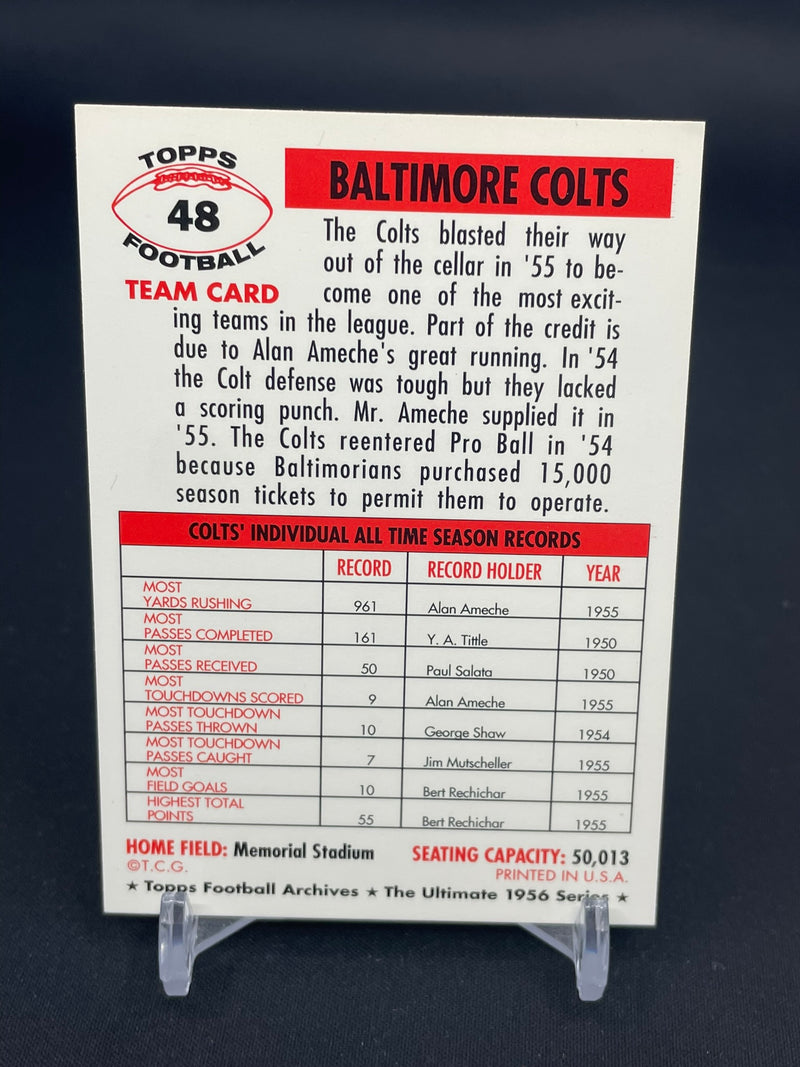 TOPPS
48
FOOTBALL
TEAM CARD
BALTIMORE COLTS
The Colts blasted their way
out of the cellar in '55 to be-
come one of the most excit-
ing teams in the league. Part of the credit is
due to Alan Ameche's great running. In '54
the Colt defense was tough but they lacked
a scoring punch. Mr. Ameche supplied it in
'55. The Colts reentered Pro Ball in '54
because Baltimorians purchased 15,000
season tickets to permit them to operate.
COLTS' INDIVIDUAL ALL TIME SEASON RECORDS
RECORD RECORD HOLDER YEAR
MOST
YARDS RUSHING 961 Alan Ameche 1955
MOST
PASSES COMPLETED 161 Y. A. Tittle 1950
MOST
PASSES RECEIVED 50 Paul Salata 1950
MOST
TOUCHDOWNS SCORED 9 Alan Ameche 1955
MOST TOUCHDOWN
PASSES THROWN 10 George Shaw 1954
MOST TOUCHDOWN
PASSES CAUGHT 7 Jim Mutscheller 1955
MOST
FIELD GOALS 10 Bert Rechichar 1955
HIGHEST TOTAL
POINTS 55 Bert Rechichar 1955
HOME FIELD: Memorial Stadium SEATING CAPACITY: 50,013
©T.C.G. PRINTED IN U.S.A.
★ Topps Football Archives ★ The Ultimate 1956 Series ★